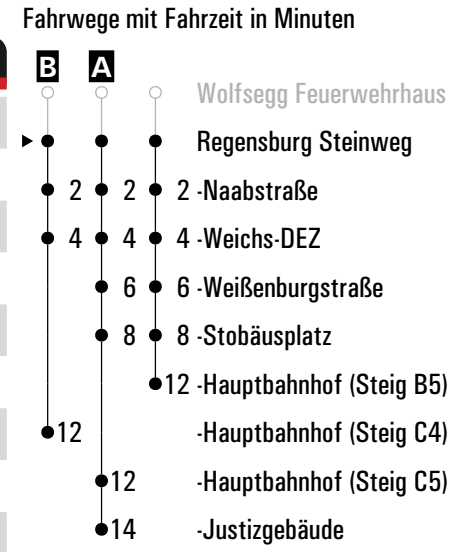 Fahrwege mit Fahrzeit in Minuten
B A
Wolfsegg Feuerwehrhaus
Regensburg Steinweg
2 2 2 -Naabstraße
4 4 4 -Weichs-DEZ
6 6 -Weißenburgstraße
8 8 -Stobäusplatz
12 -Hauptbahnhof (Steig B5)
12 -Hauptbahnhof (Steig C4)
12 -Hauptbahnhof (Steig C5)
14 -Justizgebäude